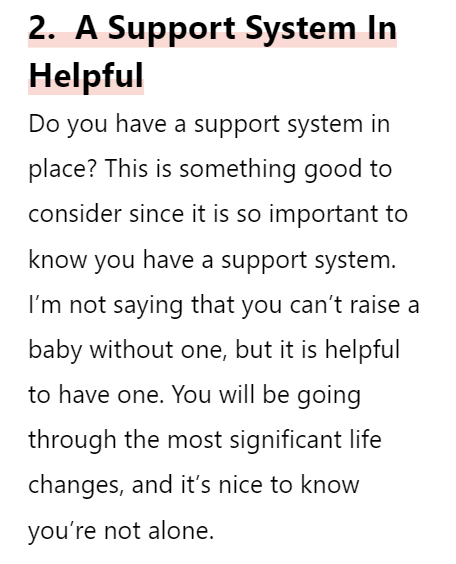 2.  A Support System In
Helpful
Do you have a support system in
place? This is something good to
consider since it is so important to
know you have a support system.
I’m not saying that you can’t raise a
baby without one, but it is helpful
to have one. You will be going
through the most significant life
changes, and it’s nice to know
you’re not alone.